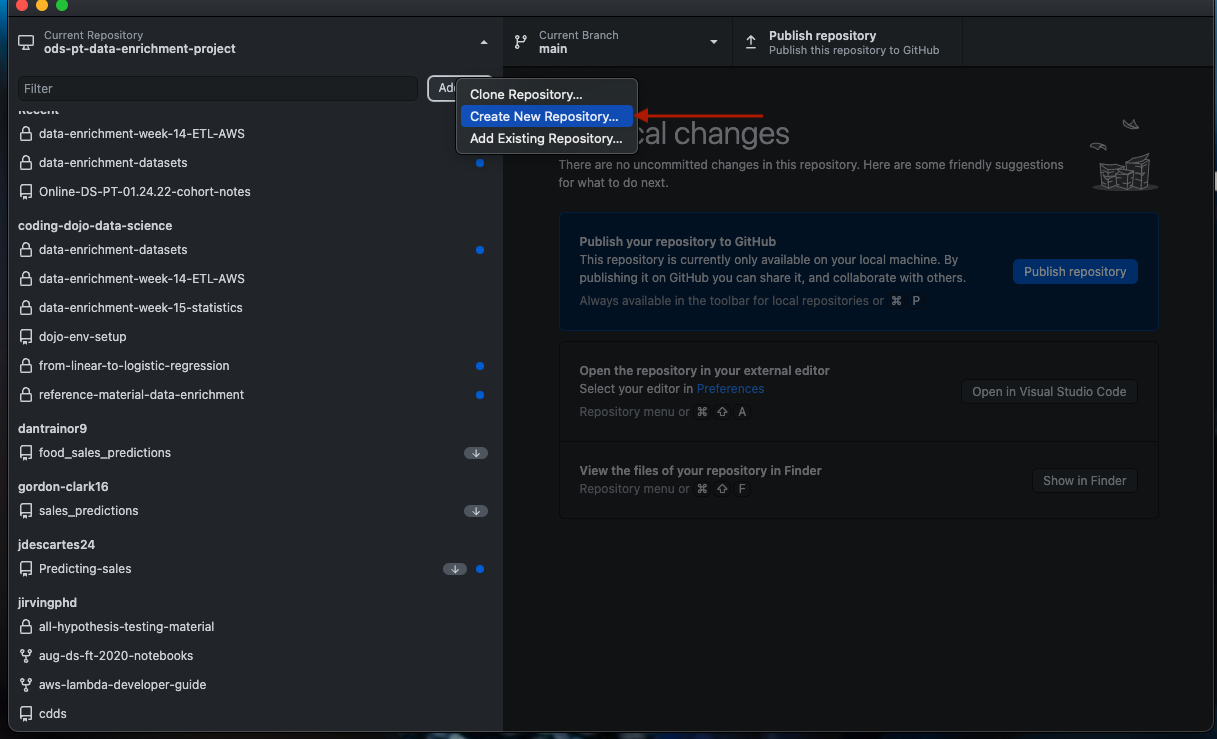 Current Repository
ods-pt-data-enrichment-project
Current Branch
main
Publish repository
Publish this repository to GitHub
Filter
Clone Repository...
Create New Repository...
Add Existing Repository...
Recent
data-enrichment-week-14-ETL-AWS
data-enrichment-datasets
Online-DS-PT-01.24.22-cohort-notes
coding-dojo-data-science
data-enrichment-datasets
data-enrichment-week-14-ETL-AWS
data-enrichment-week-15-statistics
dojo-env-setup
from-linear-to-logistic-regression
reference-material-data-enrichment
dantrainor9
food_sales_predictions
gordon-clark16
sales_predictions
jdescartes24
Predicting-sales
jirvingphd
all-hypothesis-testing-material
aug-ds-ft-2020-notebooks
aws-lambda-developer-guide
cdds
changes
There are no uncommitted changes in this repository. Here are some friendly suggestions
for what to do next.
Publish your repository to GitHub
This repository is currently only available on your local machine. By
publishing it on GitHub you can share it, and collaborate with others.
Always available in the toolbar for local repositories or ⌘ P
Publish repository
Open the repository in your external editor
Select your editor in Preferences
Repository menu or ⌘ ⇧ A
Open in Visual Studio Code
View the files of your repository in Finder
Repository menu or ⌘ ⇧ F
Show in Finder